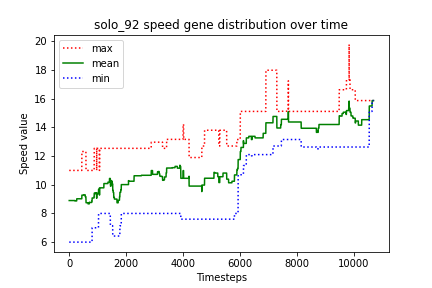 solo_92 speed gene distribution over time
max
mean
min
Speed value
20
18
16
14
12
10
8
6
0
2000
4000
6000
8000
10000
Timesteps